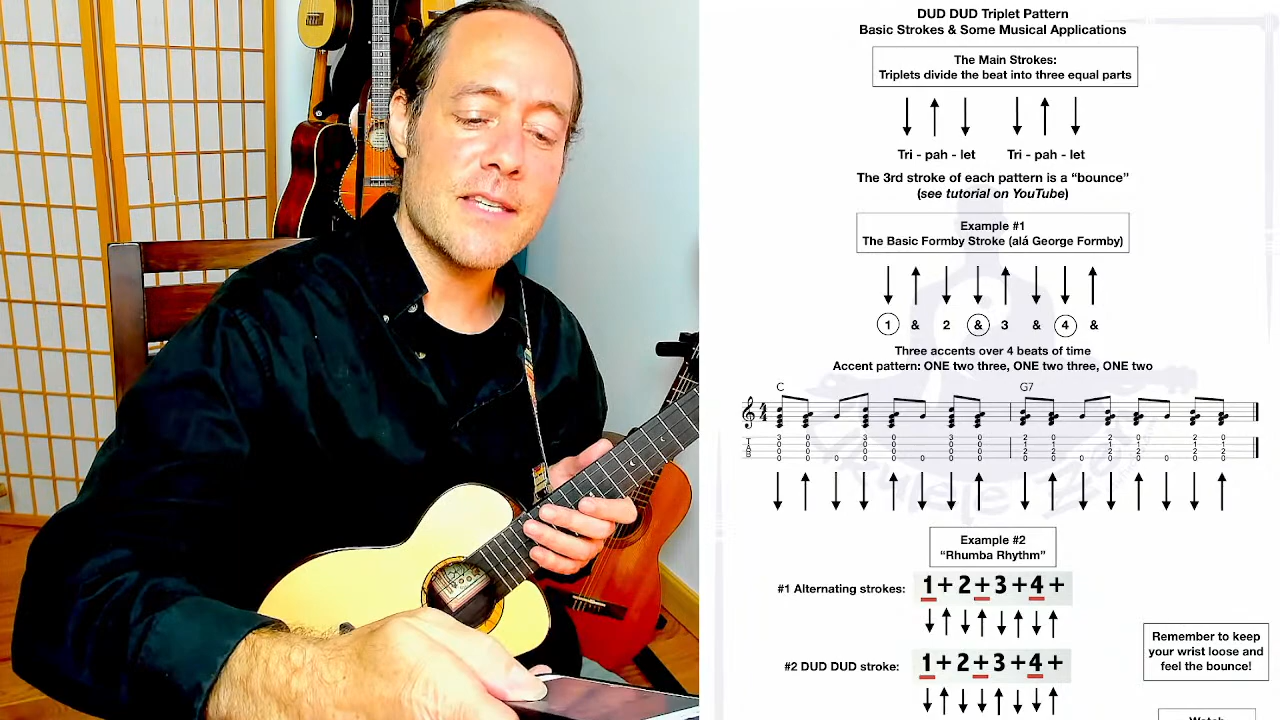 DUD DUD Triplet Pattern
Basic Strokes & Some Musical Applications
The Main Strokes:
Triplets divide the beat into three equal parts
Tri - pah - let Tri - pah - let
The 3rd stroke of each pattern is a “bounce”
(see tutorial on YouTube)
Example #1
The Basic Formby Stroke (alá George Formby)
1 & 2 & 3 & 4 &
Three accents over 4 beats of time
Accent pattern: ONE two three, ONE two three, ONE two
C G7
Example #2
“Rhumba Rhythm”
#1 Alternating strokes: 1 + 2 + 3 + 4 +
#2 DUD DUD stroke: 1 + 2 + 3 + 4 +
Remember to keep
your wrist loose and
feel the bounce!